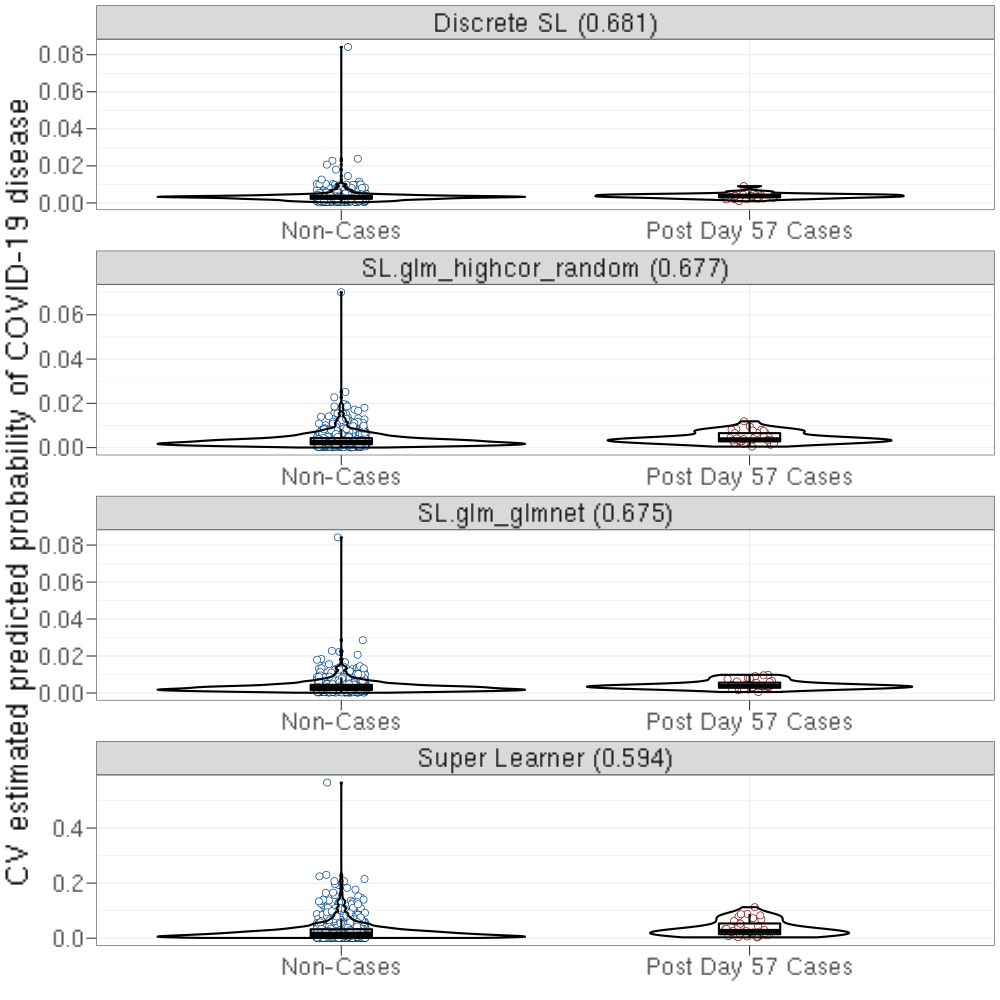 CV estimated predicted probability of COVID-19 disease
Discrete SL (0.681)
0.08
0.06
0.04
0.02
0.00
Non-Cases Post Day 57 Cases
SL.glm_highcor_random (0.677)
0.06
0.04
0.02
0.00
Non-Cases Post Day 57 Cases
SL.glm_glmnet (0.675)
0.08
0.06
0.04
0.02
0.00
Non-Cases Post Day 57 Cases
Super Learner (0.594)
0.4
0.2
0.0
Non-Cases Post Day 57 Cases